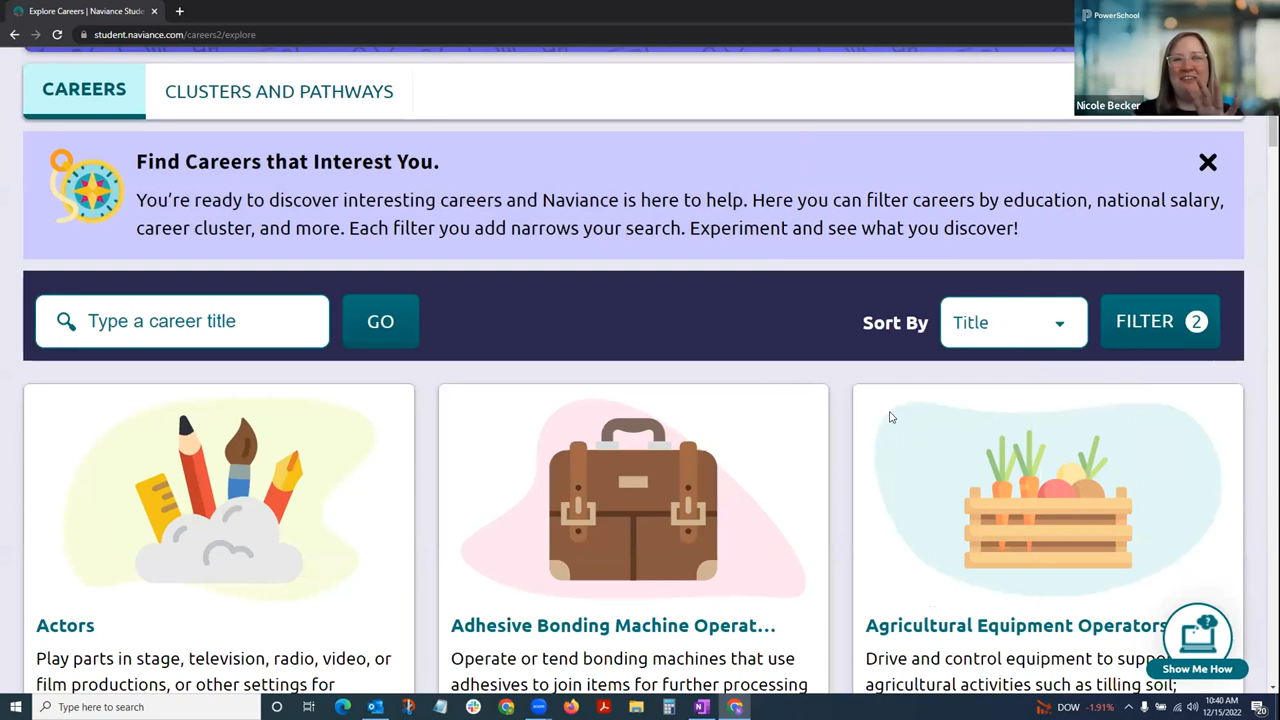 Explore Careers | Naviance Stude
student.naviance.com/careers2/explore
PowerSchool
Nicole Becker
CAREERS
CLUSTERS AND PATHWAYS
Find Careers that Interest You.
You're ready to discover interesting careers and Naviance is here to help. Here you can filter careers by education, national salary,
career cluster, and more. Each filter you add narrows your search. Experiment and see what you discover!
Type a career title
GO
Sort By
Title
FILTER 2
Actors
Adhesive Bonding Machine Operat...
Agricultural Equipment Operators
Play parts in stage, television, radio, video, or
film productions, or other settings for
Operate or tend bonding machines that use
adhesives to join items for further processing
Drive and control equipment to suppo
agricultural activities such as tilling soil;
Show Me How
Type here to search
DOW -1.91%
10:40 AM
12/15/2022
20